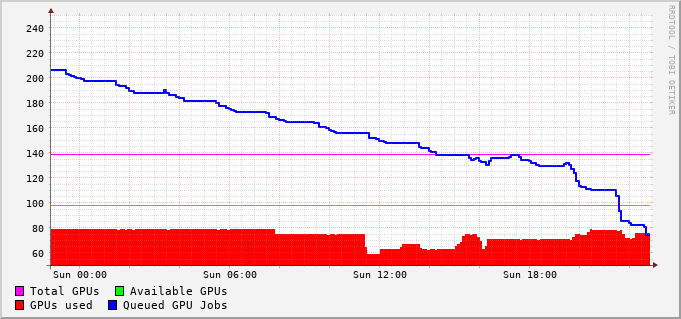 240
220
200
180
160
140
120
100
80
60
Sun 00:00 Sun 06:00 Sun 12:00 Sun 18:00
Total GPUs Available GPUs
GPUs used Queued GPU Jobs
RRDTOOL / TOBI OETIKER